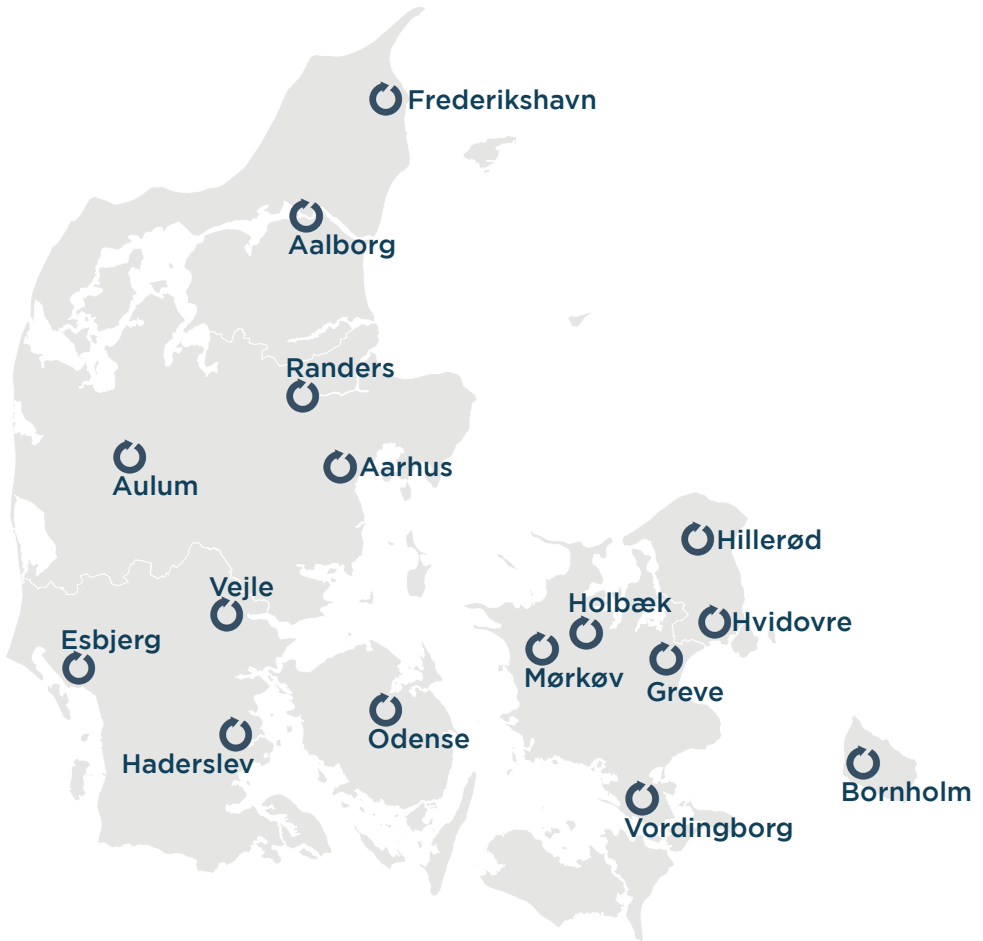 Frederikshavn
Aalborg
Randers
Aarhus
Aulum
Hillerød
Vejle
Holbæk
Hvidovre
Esbjerg
Mørkøv
Greve
Odense
Haderslev
Bornholm
Vordingborg